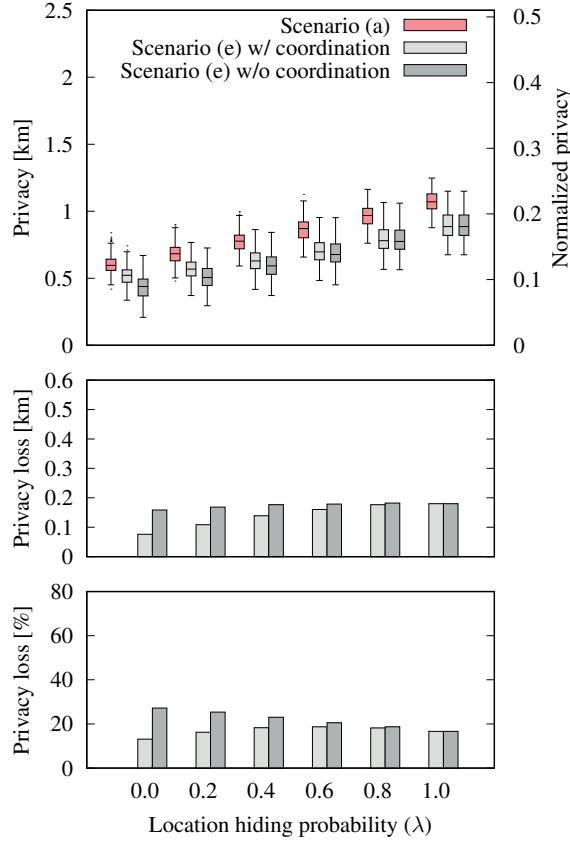 Scenario (a)
Scenario (e) w/ coordination
Scenario (e) w/o coordination
Privacy [km]
2.5
2
1.5
1
0.5
0
Normalized privacy
0.5
0.4
0.3
0.2
0.1
0
Privacy loss [km]
0.6
0.5
0.4
0.3
0.2
0.1
0
Privacy loss [%]
80
60
40
20
0
0.0 0.2 0.4 0.6 0.8 1.0
Location hiding probability (λ)